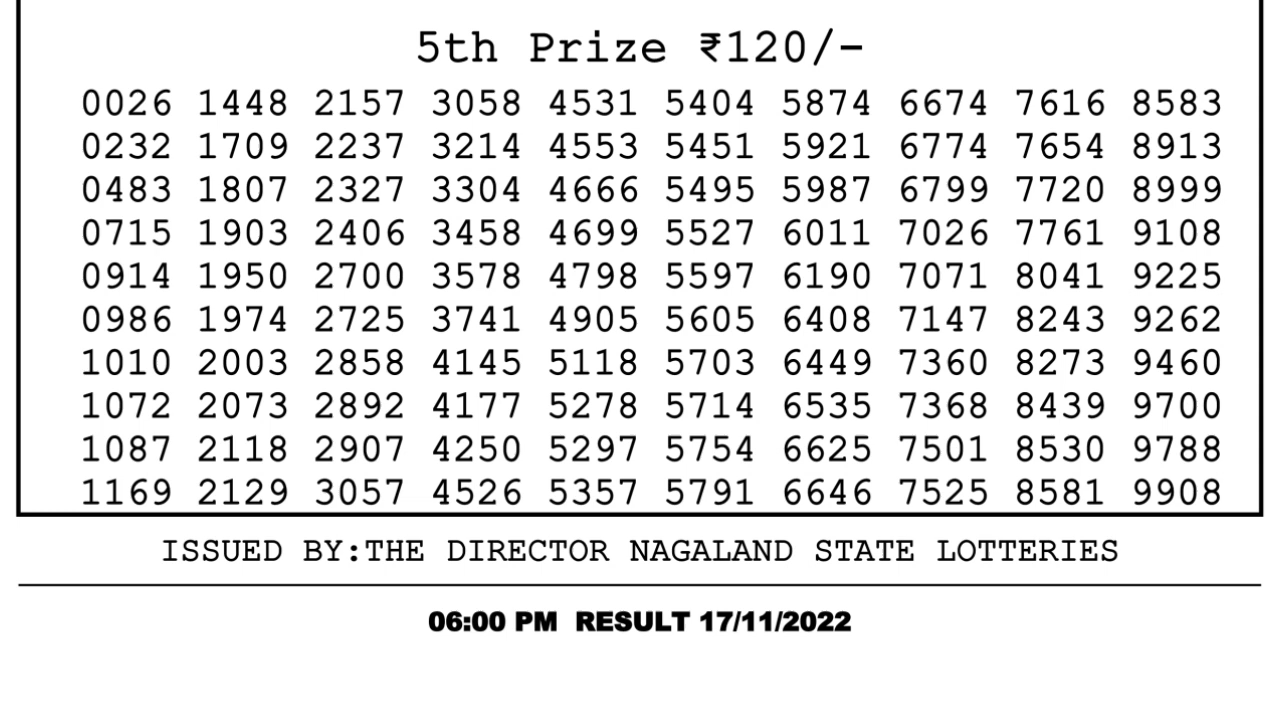 5th Prize ₹120/-
0026 1448 2157 3058 4531 5404 5874 6674 7616 8583
0232 1709 2237 3214 4553 5451 5921 6774 7654 8913
0483 1807 2327 3304 4666 5495 5987 6799 7720 8999
0715 1903 2406 3458 4699 5527 6011 7026 7761 9108
0914 1950 2700 3578 4798 5597 6190 7071 8041 9225
0986 1974 2725 3741 4905 5605 6408 7147 8243 9262
1010 2003 2858 4145 5118 5703 6449 7360 8273 9460
1072 2073 2892 4177 5278 5714 6535 7368 8439 9700
1087 2118 2907 4250 5297 5754 6625 7501 8530 9788
1169 2129 3057 4526 5357 5791 6646 7525 8581 9908
ISSUED BY:THE DIRECTOR NAGALAND STATE LOTTERIES
06:00 PM RESULT 17/11/2022